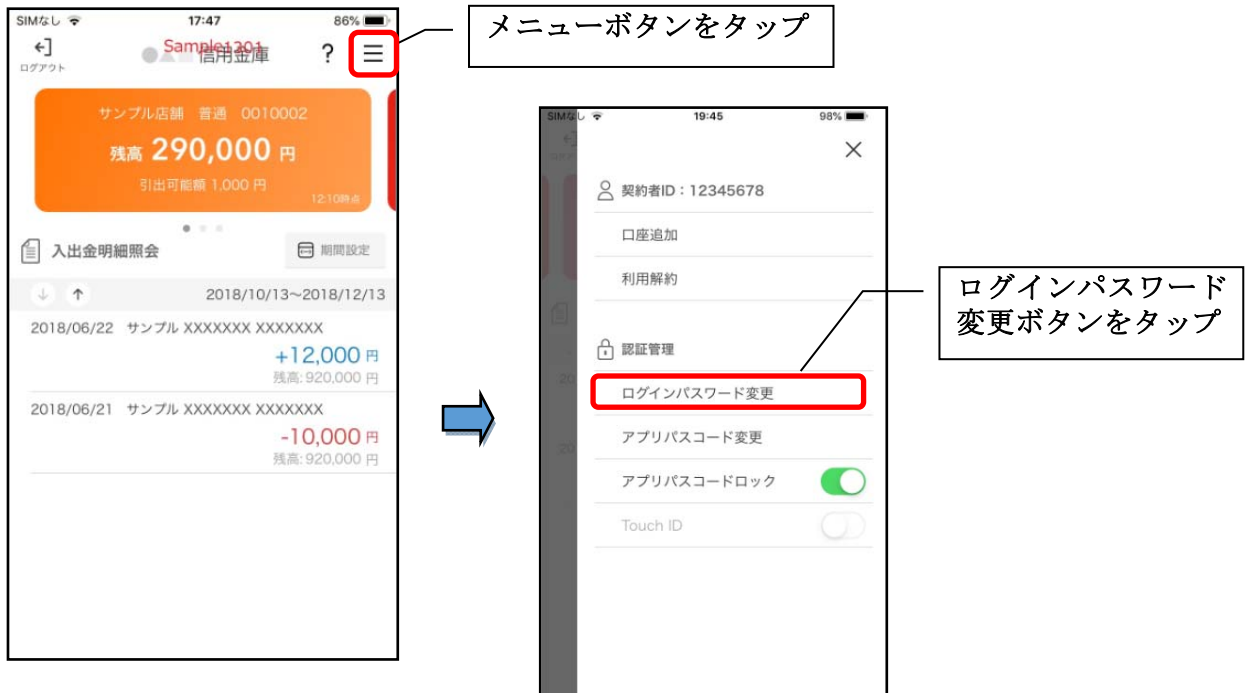 メニューボタンをタップ
SIMなし 17:47 86%
ログアウト
Sample1201
信用金庫
?
サンプル店舗 普通 0010002
残高 290,000 円
引出可能額 1,000 円
12:10時点
入出金明細照会
期間設定
2018/10/13~2018/12/13
2018/06/22 サンプル XXXXXXX XXXXXXX
+12,000 円
残高:920,000 円
2018/06/21 サンプル XXXXXXX XXXXXXX
-10,000 円
残高:920,000 円
SIMなし 19:45 98%
契約者ID:12345678
口座追加
利用解約
認証管理
ログインパスワード変更
アプリパスコード変更
アプリパスコードロック
Touch ID
ログインパスワード
変更ボタンをタップ